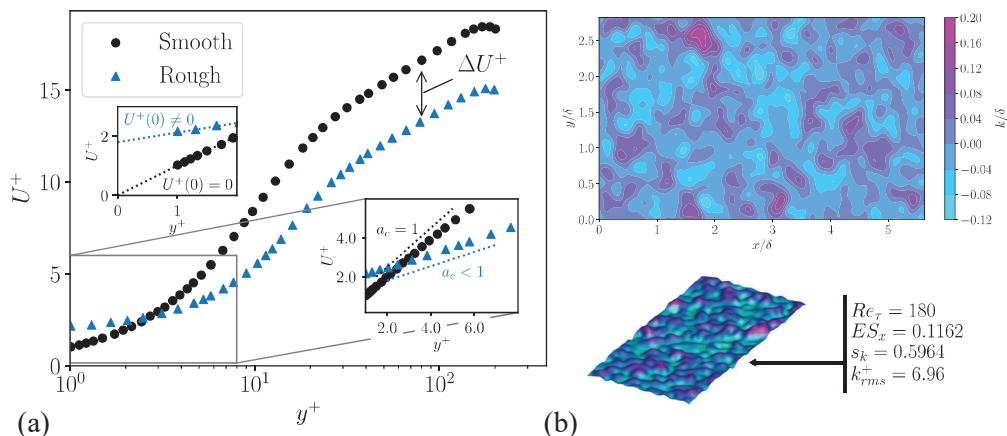 Smooth
Rough
ΔU⁺
U⁺
15
10
5
0
10⁰
10¹
10²
y⁺
U⁺(0) ≠ 0
U⁺(0) = 0
U⁺
2
0
0
1
y⁺
a_c = 1
a_c < 1
U⁺
4.0
2.0
2.0
4.0
6.0
y⁺
(a)
y/δ
2.5
2.0
1.5
1.0
0.5
0.0
0
1
2
3
4
5
x/δ
0.20
0.16
0.12
0.08
0.04
0.00
−0.04
−0.08
−0.12
k/δ
Re_τ = 180
ES_x = 0.1162
s_k = 0.5964
k⁺_rms = 6.96
(b)